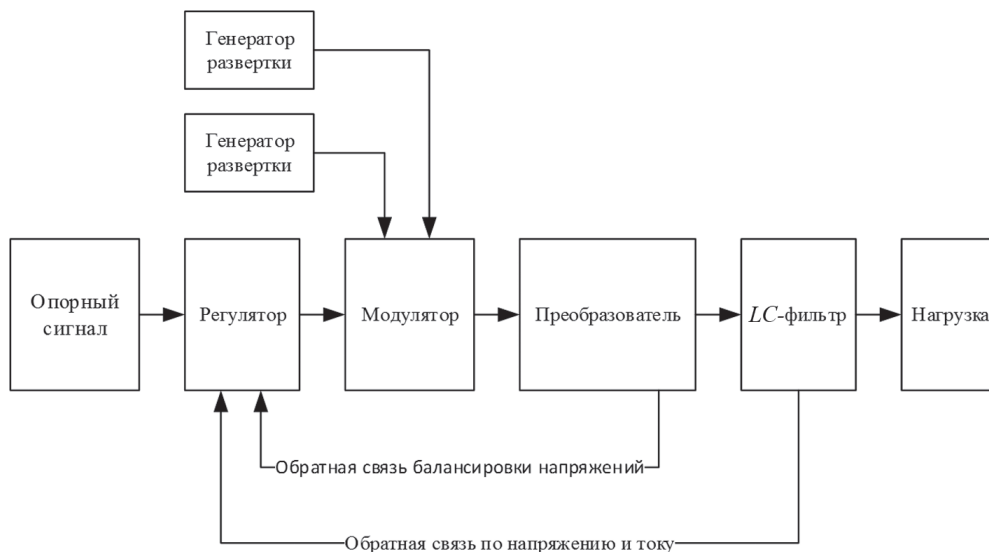 Генератор
развертки
Генератор
развертки
Опорный
сигнал
Регулятор
Модулятор
Преобразователь
LC-фильтр
Нагрузка
Обратная связь балансировки напряжений
Обратная связь по напряжению и току